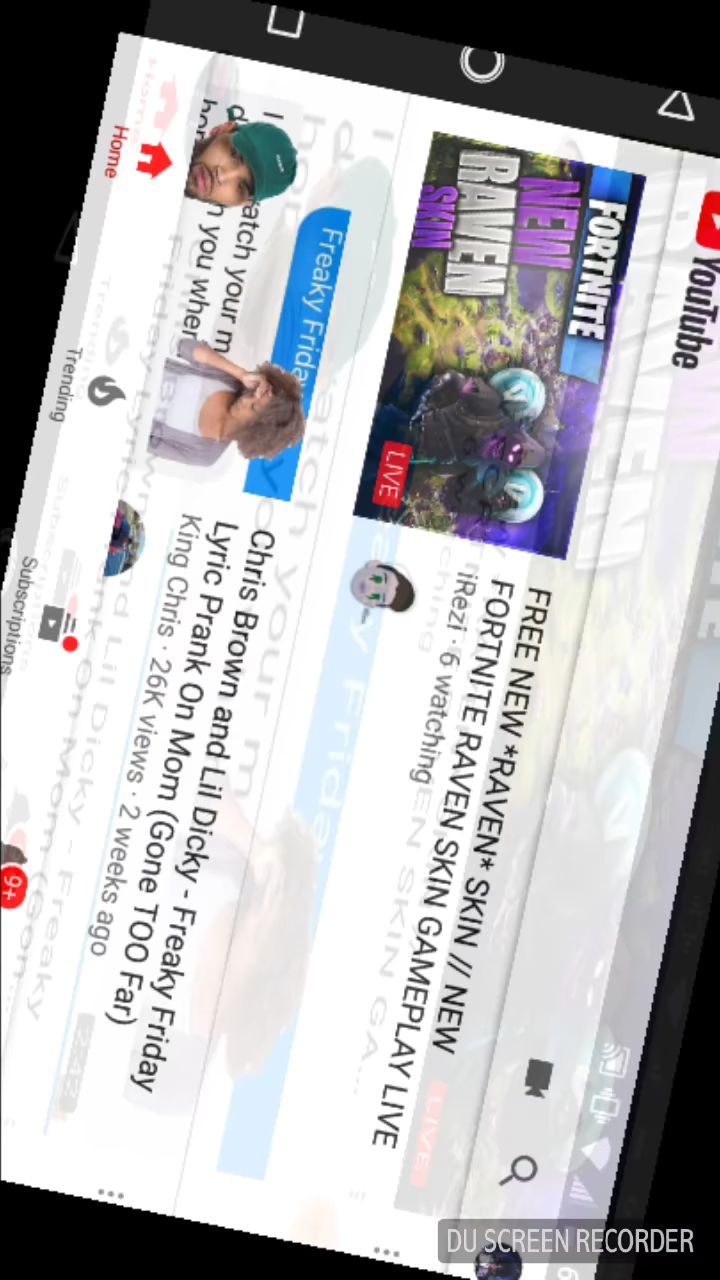 YouTube
FORTNITE
NEW
RAVEN
SKIN
LIVE
FREE NEW *RAVEN* SKIN // NEW
FORTNITE RAVEN SKIN GAMEPLAY LIVE
iRezi · 6 watching
Freaky Frida
atch your m
h you when
Chris Brown and Lil Dicky - Freaky Friday
Lyric Prank On Mom (Gone TOO Far)
King Chris · 26K views · 2 weeks ago
Home
Trending
Subscriptions
9+
DU SCREEN RECORDER